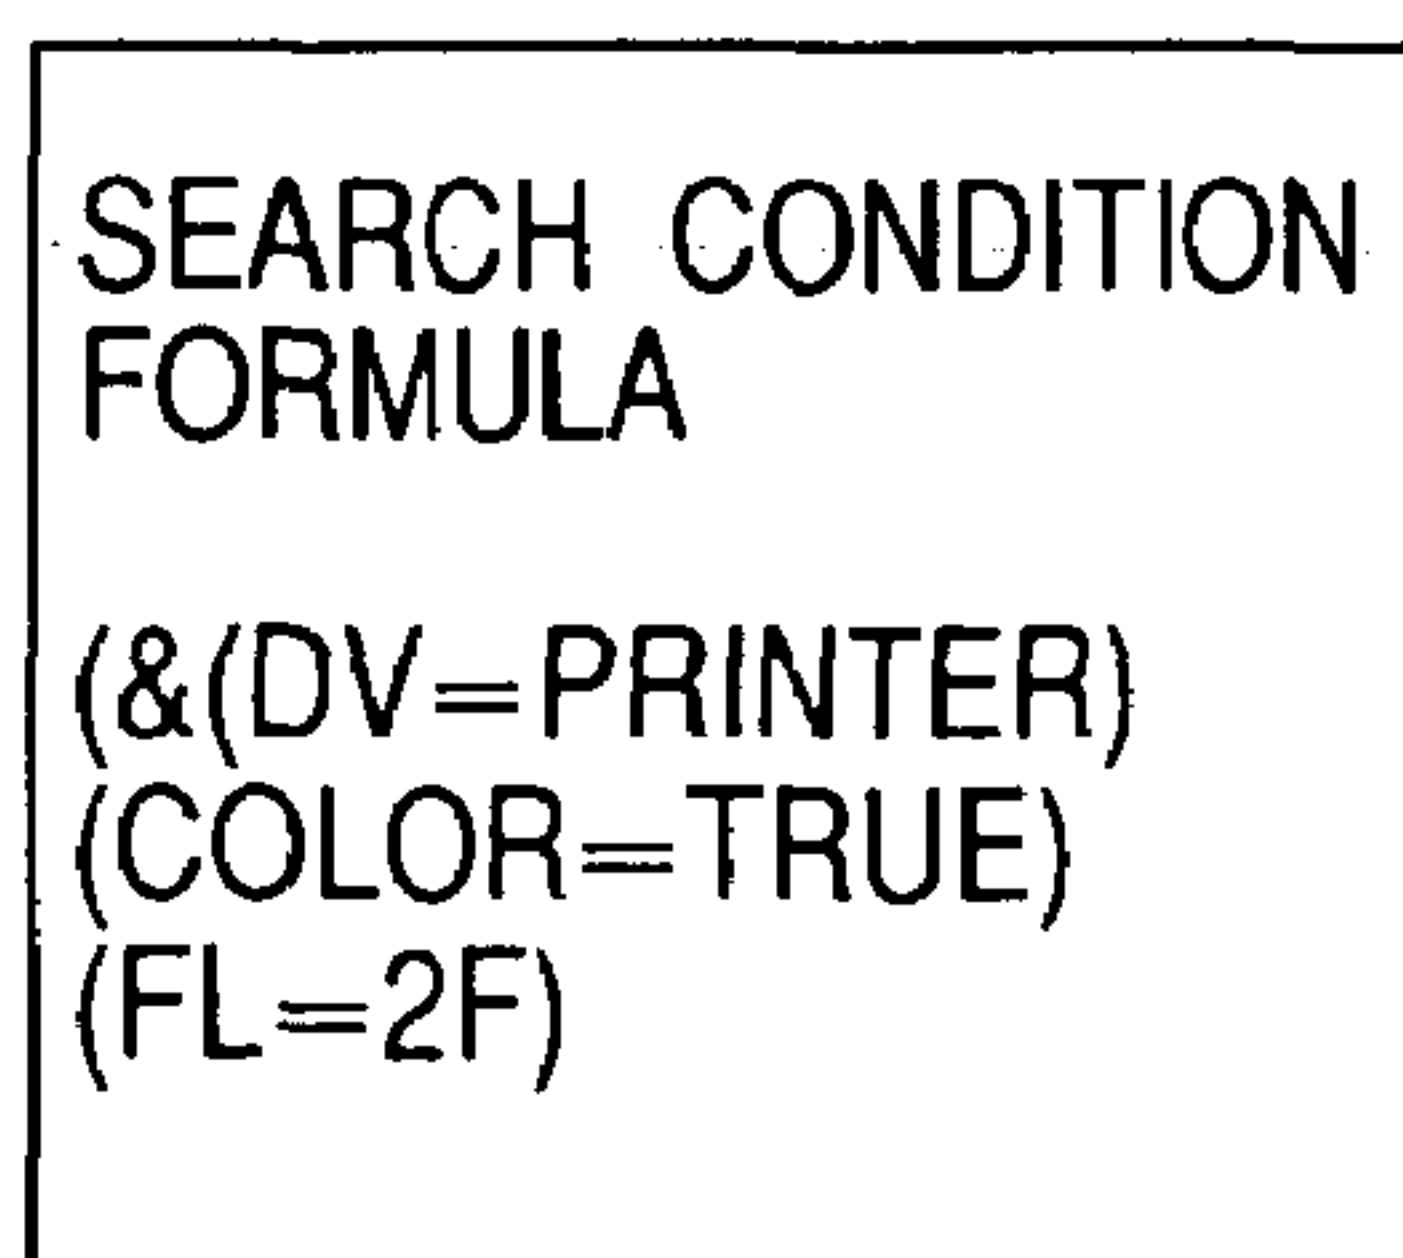 SEARCH CONDITION
FORMULA
(&(DV=PRINTER)
(COLOR=TRUE)
(FL=2F)